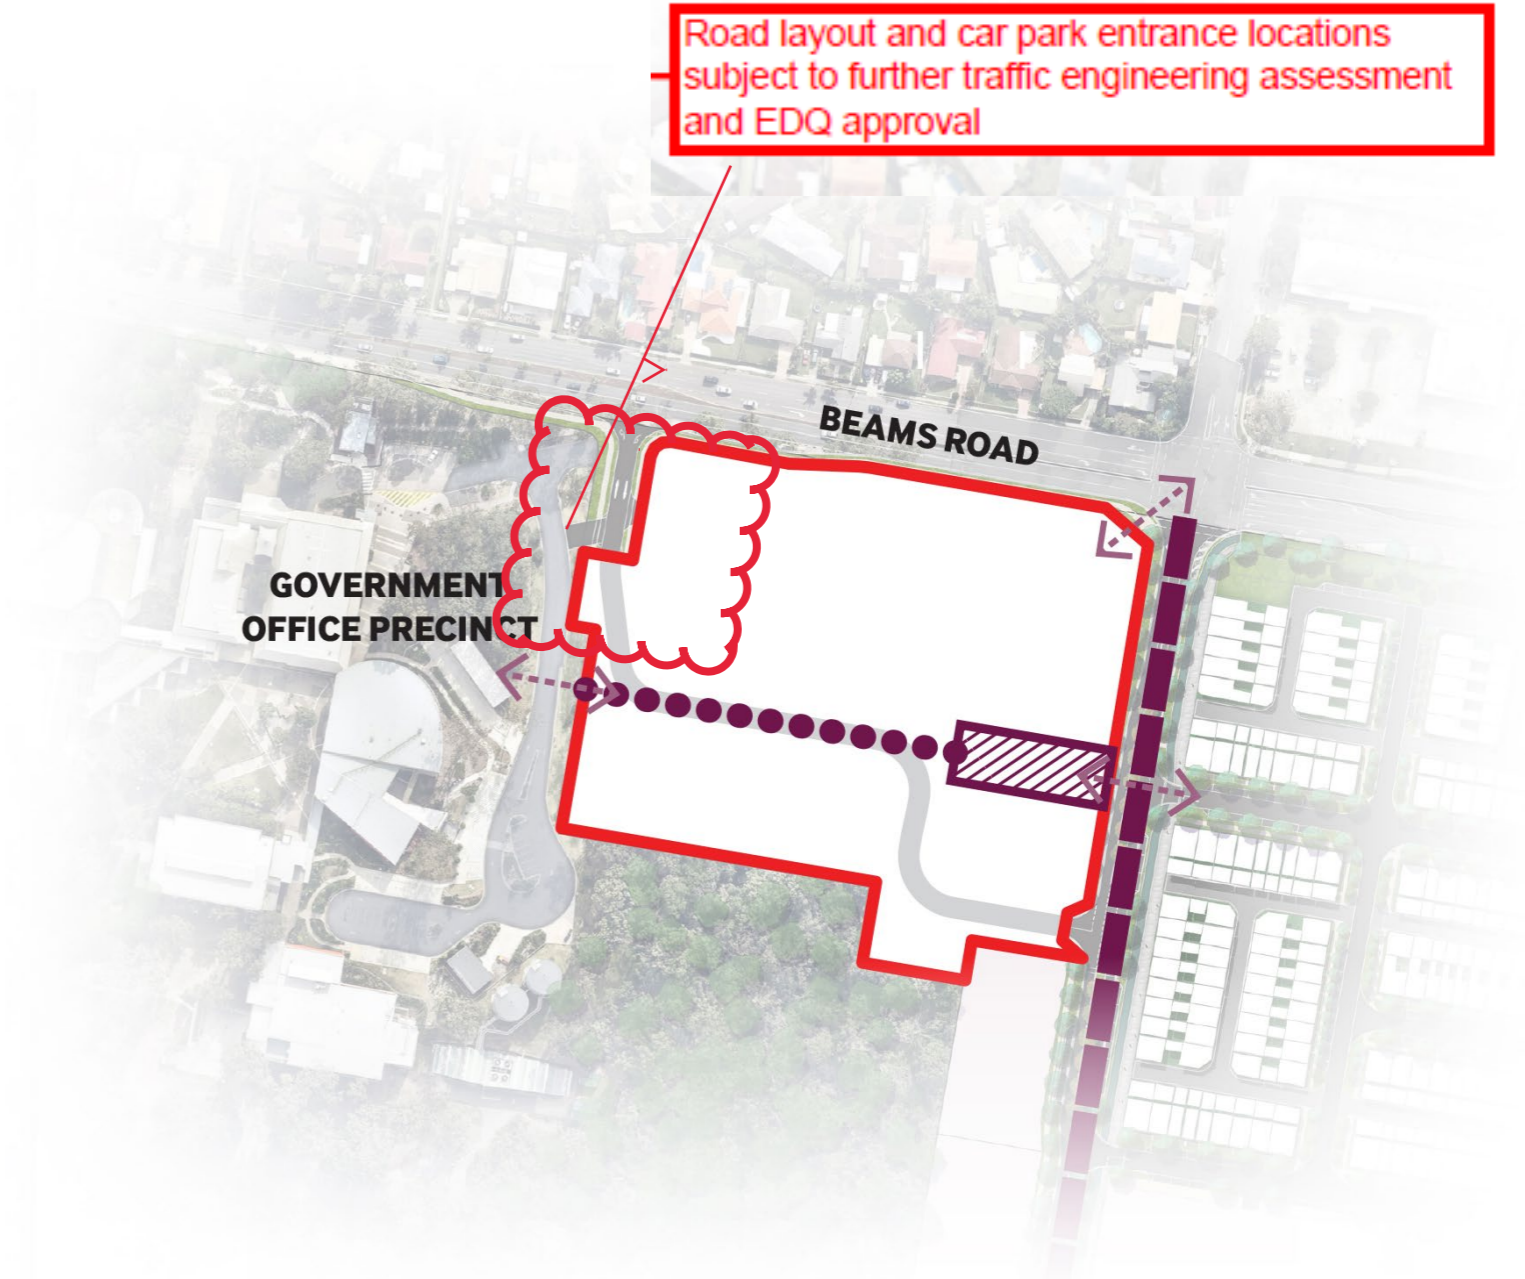 Road layout and car park entrance locations
subject to further traffic engineering assessment
and EDQ approval
BEAMS ROAD
GOVERNMENT
OFFICE PRECINCT